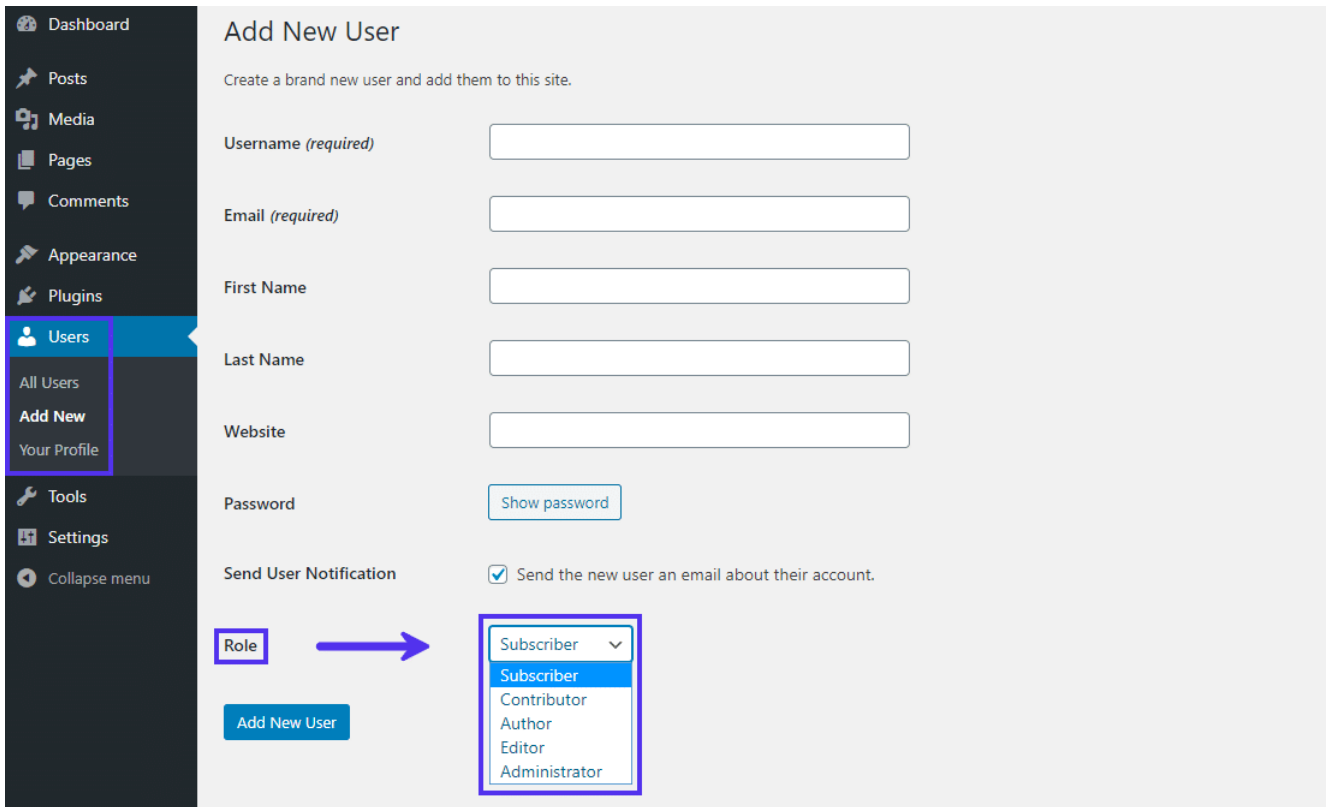 Dashboard
Posts
Media
Pages
Comments
Appearance
Plugins
Users
All Users
Add New
Your Profile
Tools
Settings
Collapse menu
Add New User
Create a brand new user and add them to this site.
Username (required)
Email (required)
First Name
Last Name
Website
Password Show password
Send User Notification Send the new user an email about their account.
Role Subscriber
Subscriber
Contributor
Author
Editor
Administrator
Add New User